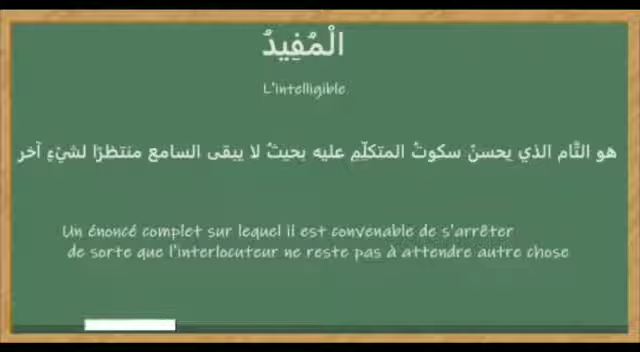 الْمُفِيدُ
L'intelligible
هو التَّام الذي يحسنُ سكوتُ المتكلِّمِ عليه بحيثُ لا يبقى السامع منتظرًا لشيْءٍ آخر
Un énoncé complet sur lequel il est convenable de s'arrêter
de sorte que l'interlocuteur ne reste pas à attendre autre chose